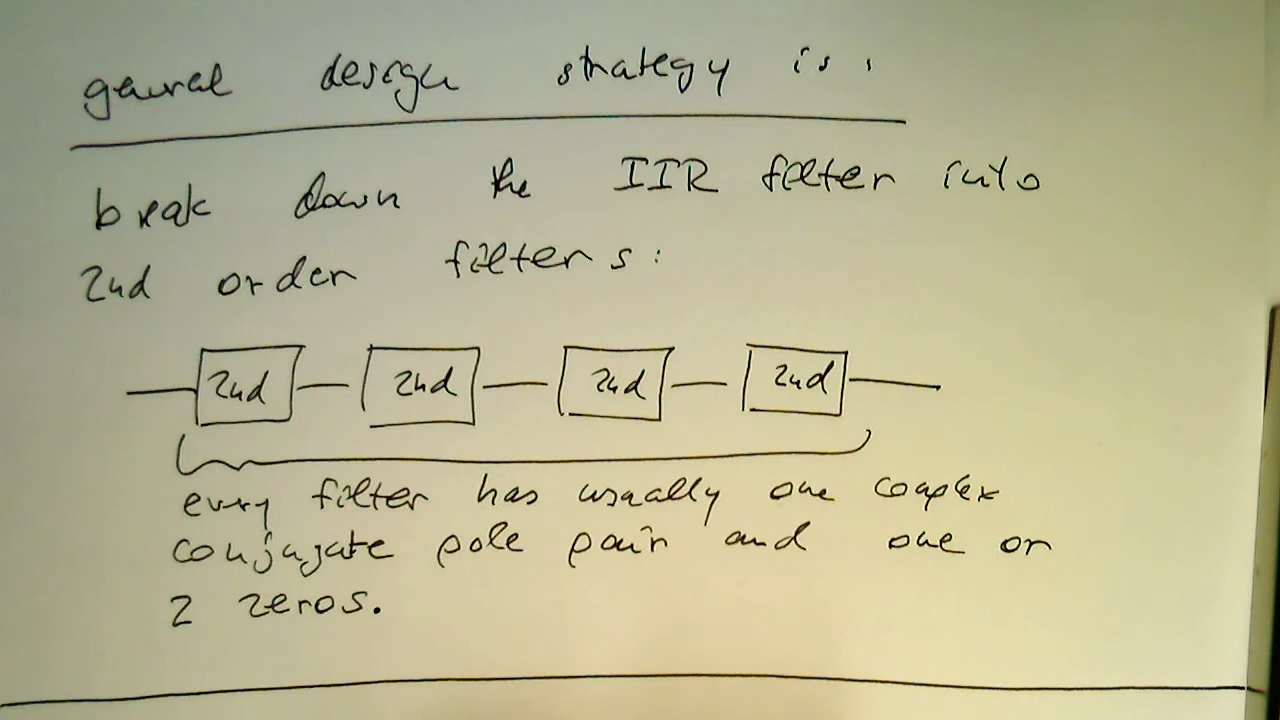 general design strategy is:
break down the IIR filter into
2nd order filters:
2nd 2nd 2nd 2nd
every filter has usually one complex
conjugate pole pair and one or
2 zeros.